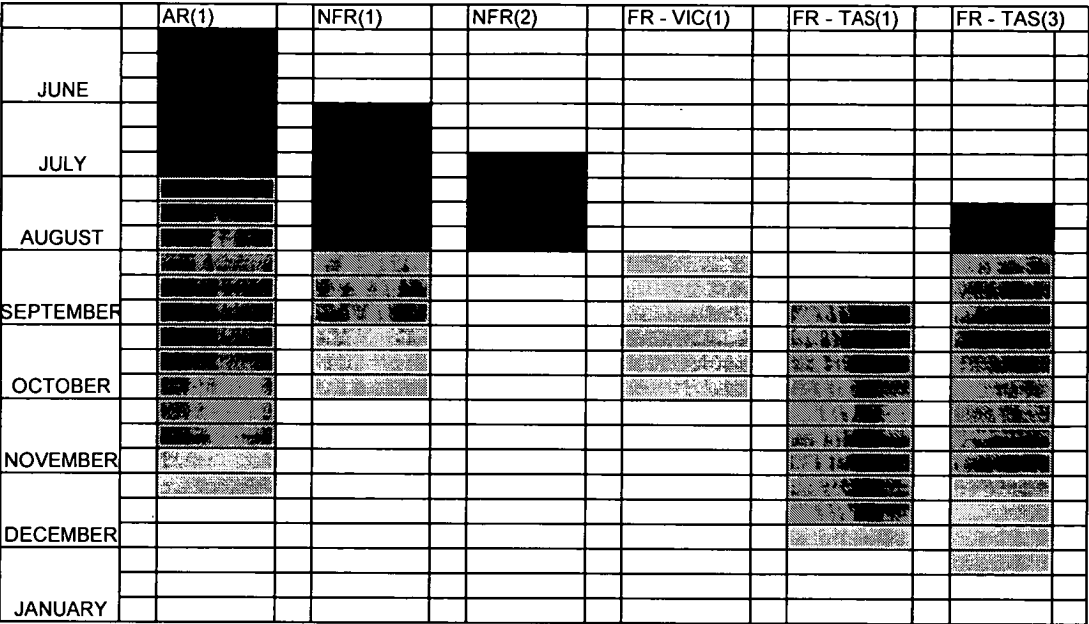 AR(1) NFR(1) NFR(2) FR - VIC(1) FR - TAS(1) FR - TAS(3)
JUNE
JULY
AUGUST
SEPTEMBER
OCTOBER
NOVEMBER
DECEMBER
JANUARY